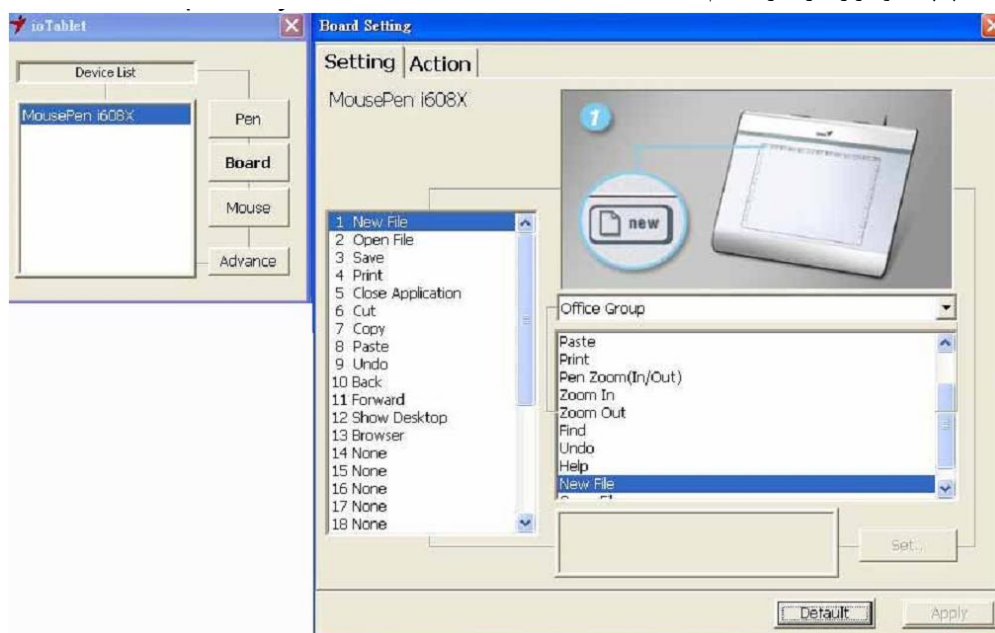 ioTablet
Device List
MousePen i608X
Pen
Board
Mouse
Advance
Board Setting
Setting
Action
MousePen i608X
1
new
1 New File
2 Open File
3 Save
4 Print
5 Close Application
6 Cut
7 Copy
8 Paste
9 Undo
10 Back
11 Forward
12 Show Desktop
13 Browser
14 None
15 None
16 None
17 None
18 None
Office Group
Paste
Print
Pen Zoom(In/Out)
Zoom In
Zoom Out
Find
Undo
Help
New File
Set...
Default
Apply